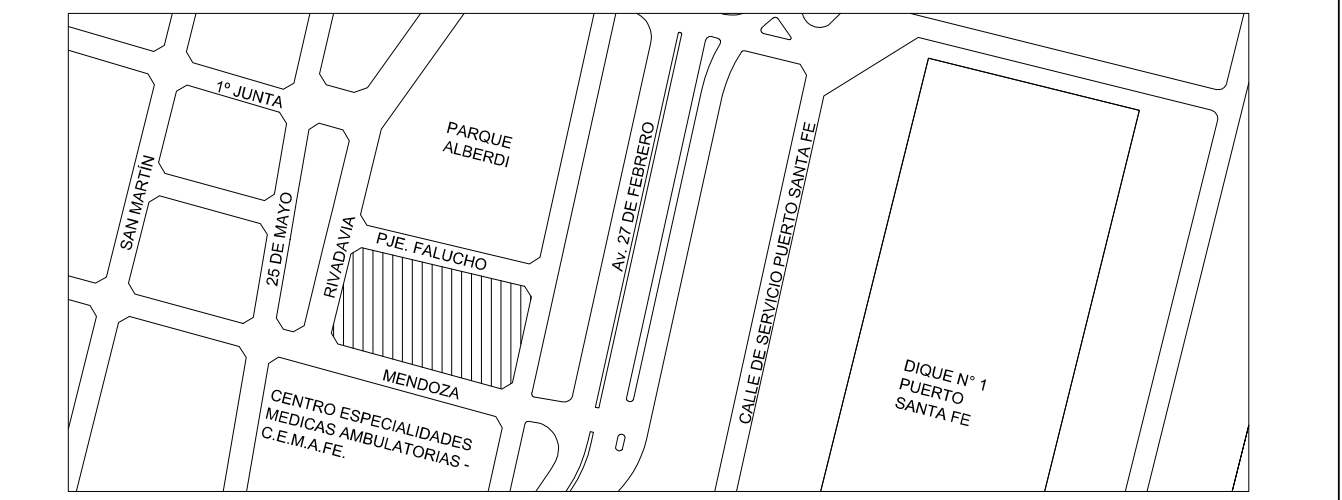 1º JUNTA
PARQUE
ALBERDI
SAN MARTÍN
25 DE MAYO
RIVADAVIA
PJE. FALUCHO
Av. 27 DE FEBRERO
CALLE DE SERVICIO PUERTO SANTA FE
MENDOZA
DIQUE N° 1
PUERTO
SANTA FE
CENTRO ESPECIALIDADES
MEDICAS AMBULATORIAS -
C.E.M.A.FE.